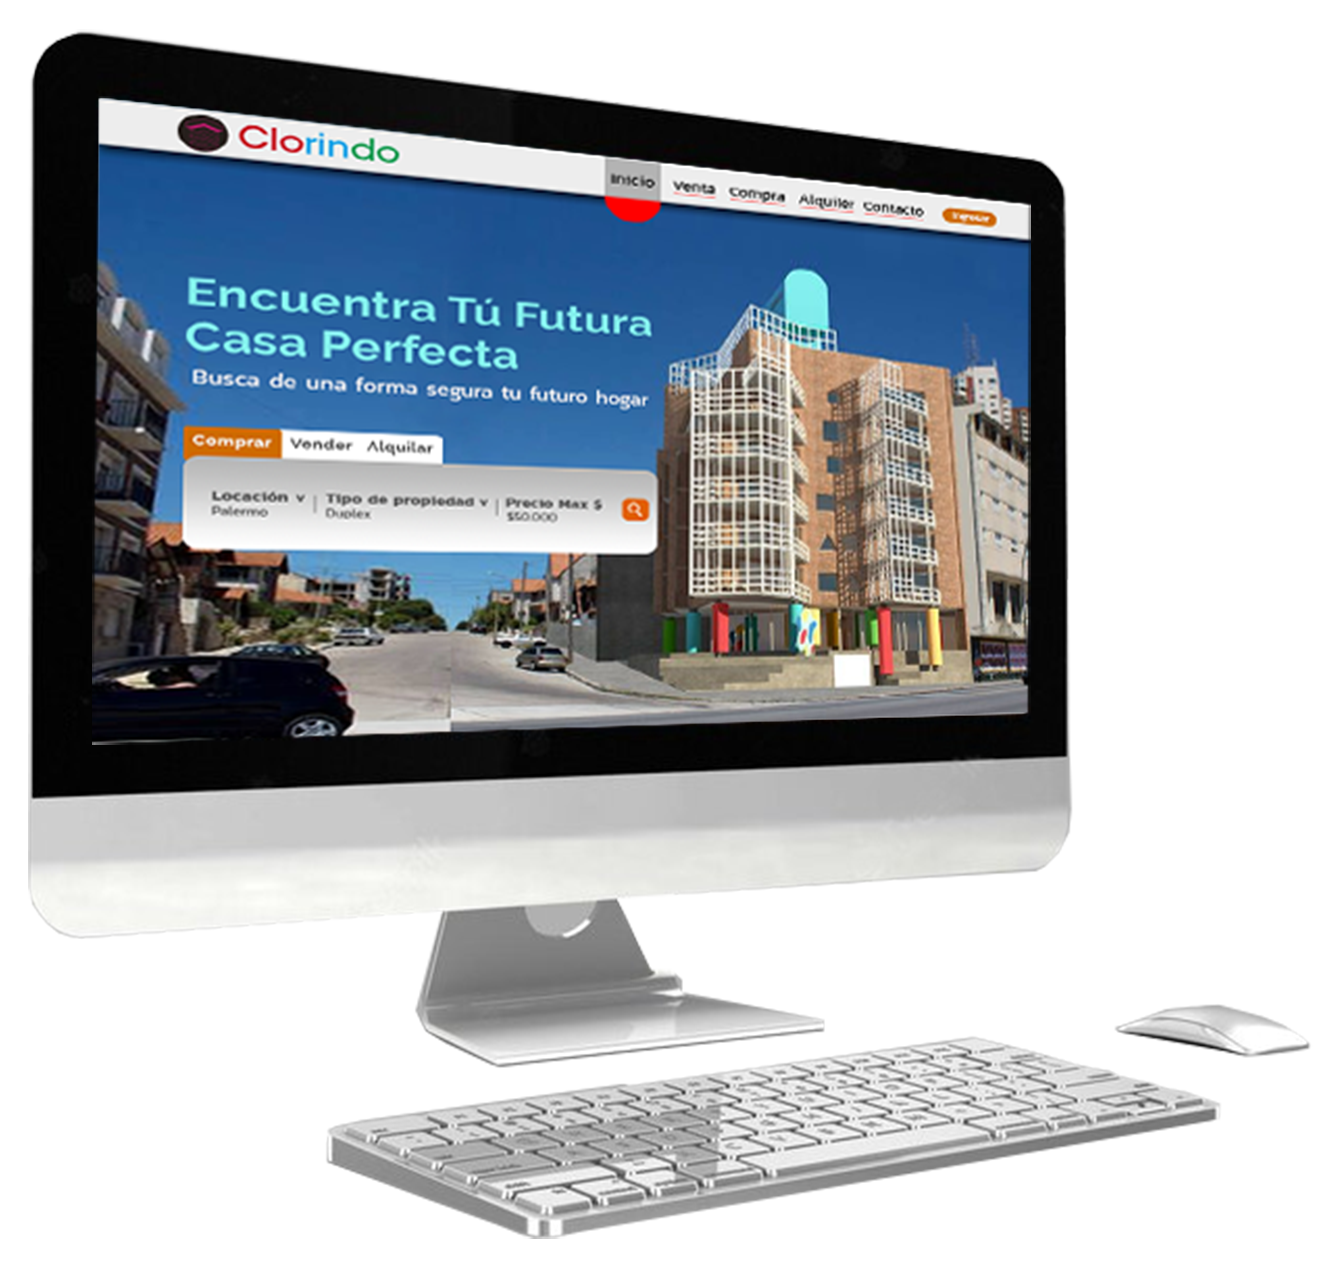 Clorindo
Inicio Venta Compra Alquiler Contacto Ingresar
Encuentra Tú Futura
Casa Perfecta
Busca de una forma segura tu futuro hogar
Comprar Vender Alquilar
Locación v | Tipo de propiedad v | Precio Max $
Palermo Duplex $50.000